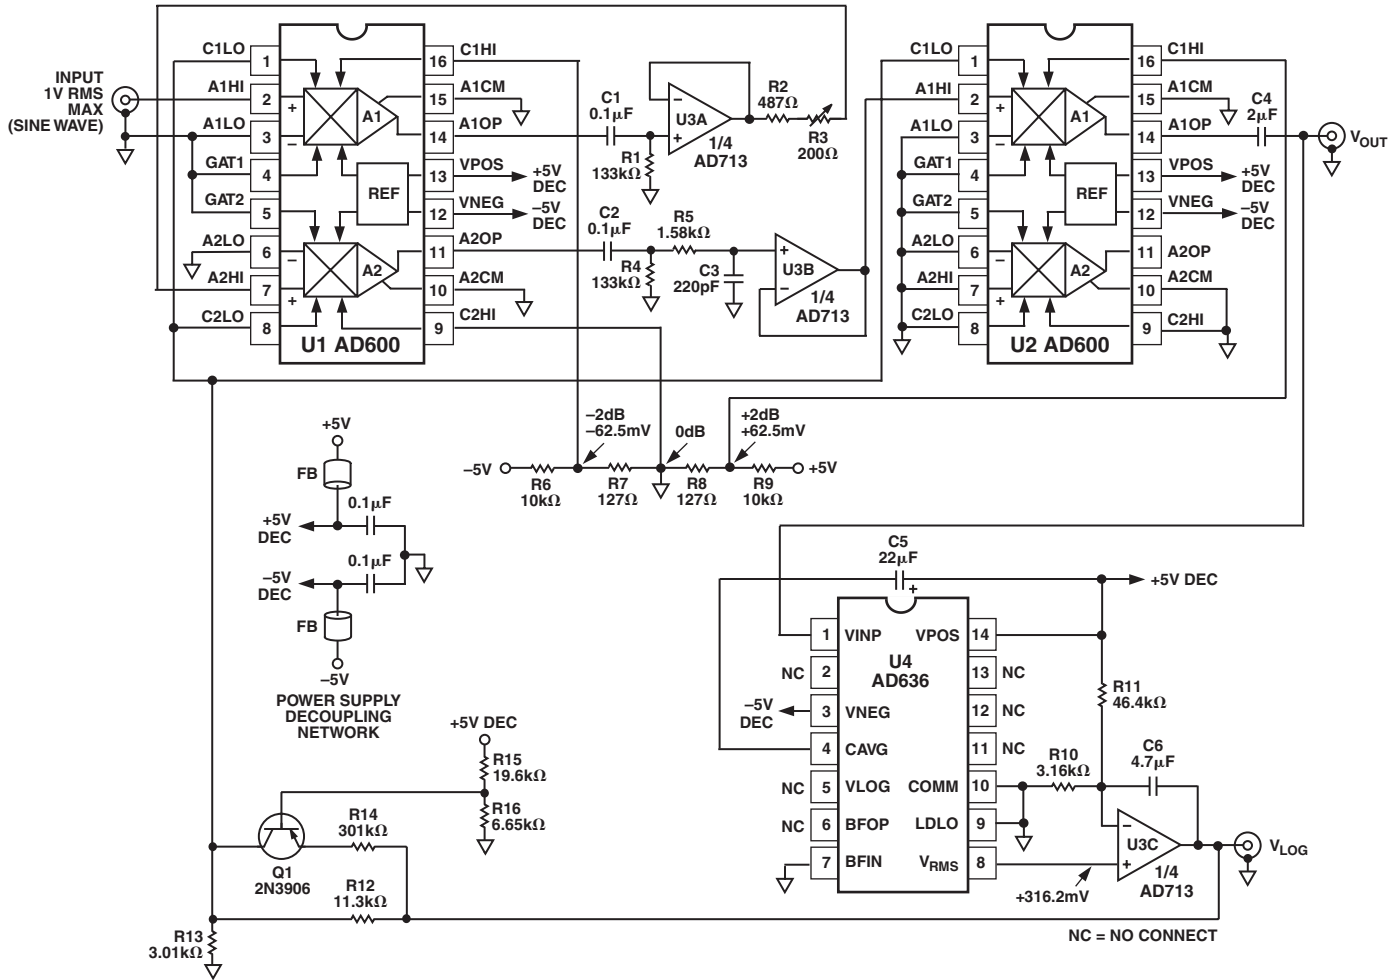 INPUT
1V RMS
MAX
(SINE WAVE)
C1LO
A1HI
A1LO
GAT1
GAT2
A2LO
A2HI
C2LO
1
2
3
4
5
6
7
8
+
–
–
+
A1
REF
A2
U1 AD600
16
15
14
13
12
11
10
9
C1HI
A1CM
A1OP
VPOS
VNEG
A2OP
A2CM
C2HI
+5V
DEC
–5V
DEC
C1
0.1µF
R1
133kΩ
–
+
U3A
1/4
AD713
R2
487Ω
R3
200Ω
C2
0.1µF
R4
133kΩ
R5
1.58kΩ
C3
220pF
+
–
U3B
1/4
AD713
C1LO
A1HI
A1LO
GAT1
GAT2
A2LO
A2HI
C2LO
1
2
3
4
5
6
7
8
+
–
–
+
A1
REF
A2
U2 AD600
16
15
14
13
12
11
10
9
C1HI
A1CM
A1OP
VPOS
VNEG
A2OP
A2CM
C2HI
+5V
DEC
–5V
DEC
C4
2µF
VOUT
–2dB
–62.5mV
0dB
+2dB
+62.5mV
–5V
R6
10kΩ
R7
127Ω
R8
127Ω
R9
10kΩ
+5V
+5V
FB
0.1µF
+5V
DEC
0.1µF
–5V
DEC
FB
–5V
POWER SUPPLY
DECOUPLING
NETWORK
+5V DEC
R15
19.6kΩ
R16
6.65kΩ
R14
301kΩ
Q1
2N3906
R12
11.3kΩ
R13
3.01kΩ
C5
22µF
+
+5V DEC
U4
AD636
1 VINP
NC 2
–5V
DEC
3 VNEG
4 CAVG
NC 5 VLOG
NC 6 BFOP
7 BFIN
VPOS 14
13 NC
12 NC
11 NC
COMM 10
LDLO 9
VRMS 8
R11
46.4kΩ
R10
3.16kΩ
C6
4.7µF
–
+
U3C
1/4
AD713
+316.2mV
VLOG
NC = NO CONNECT